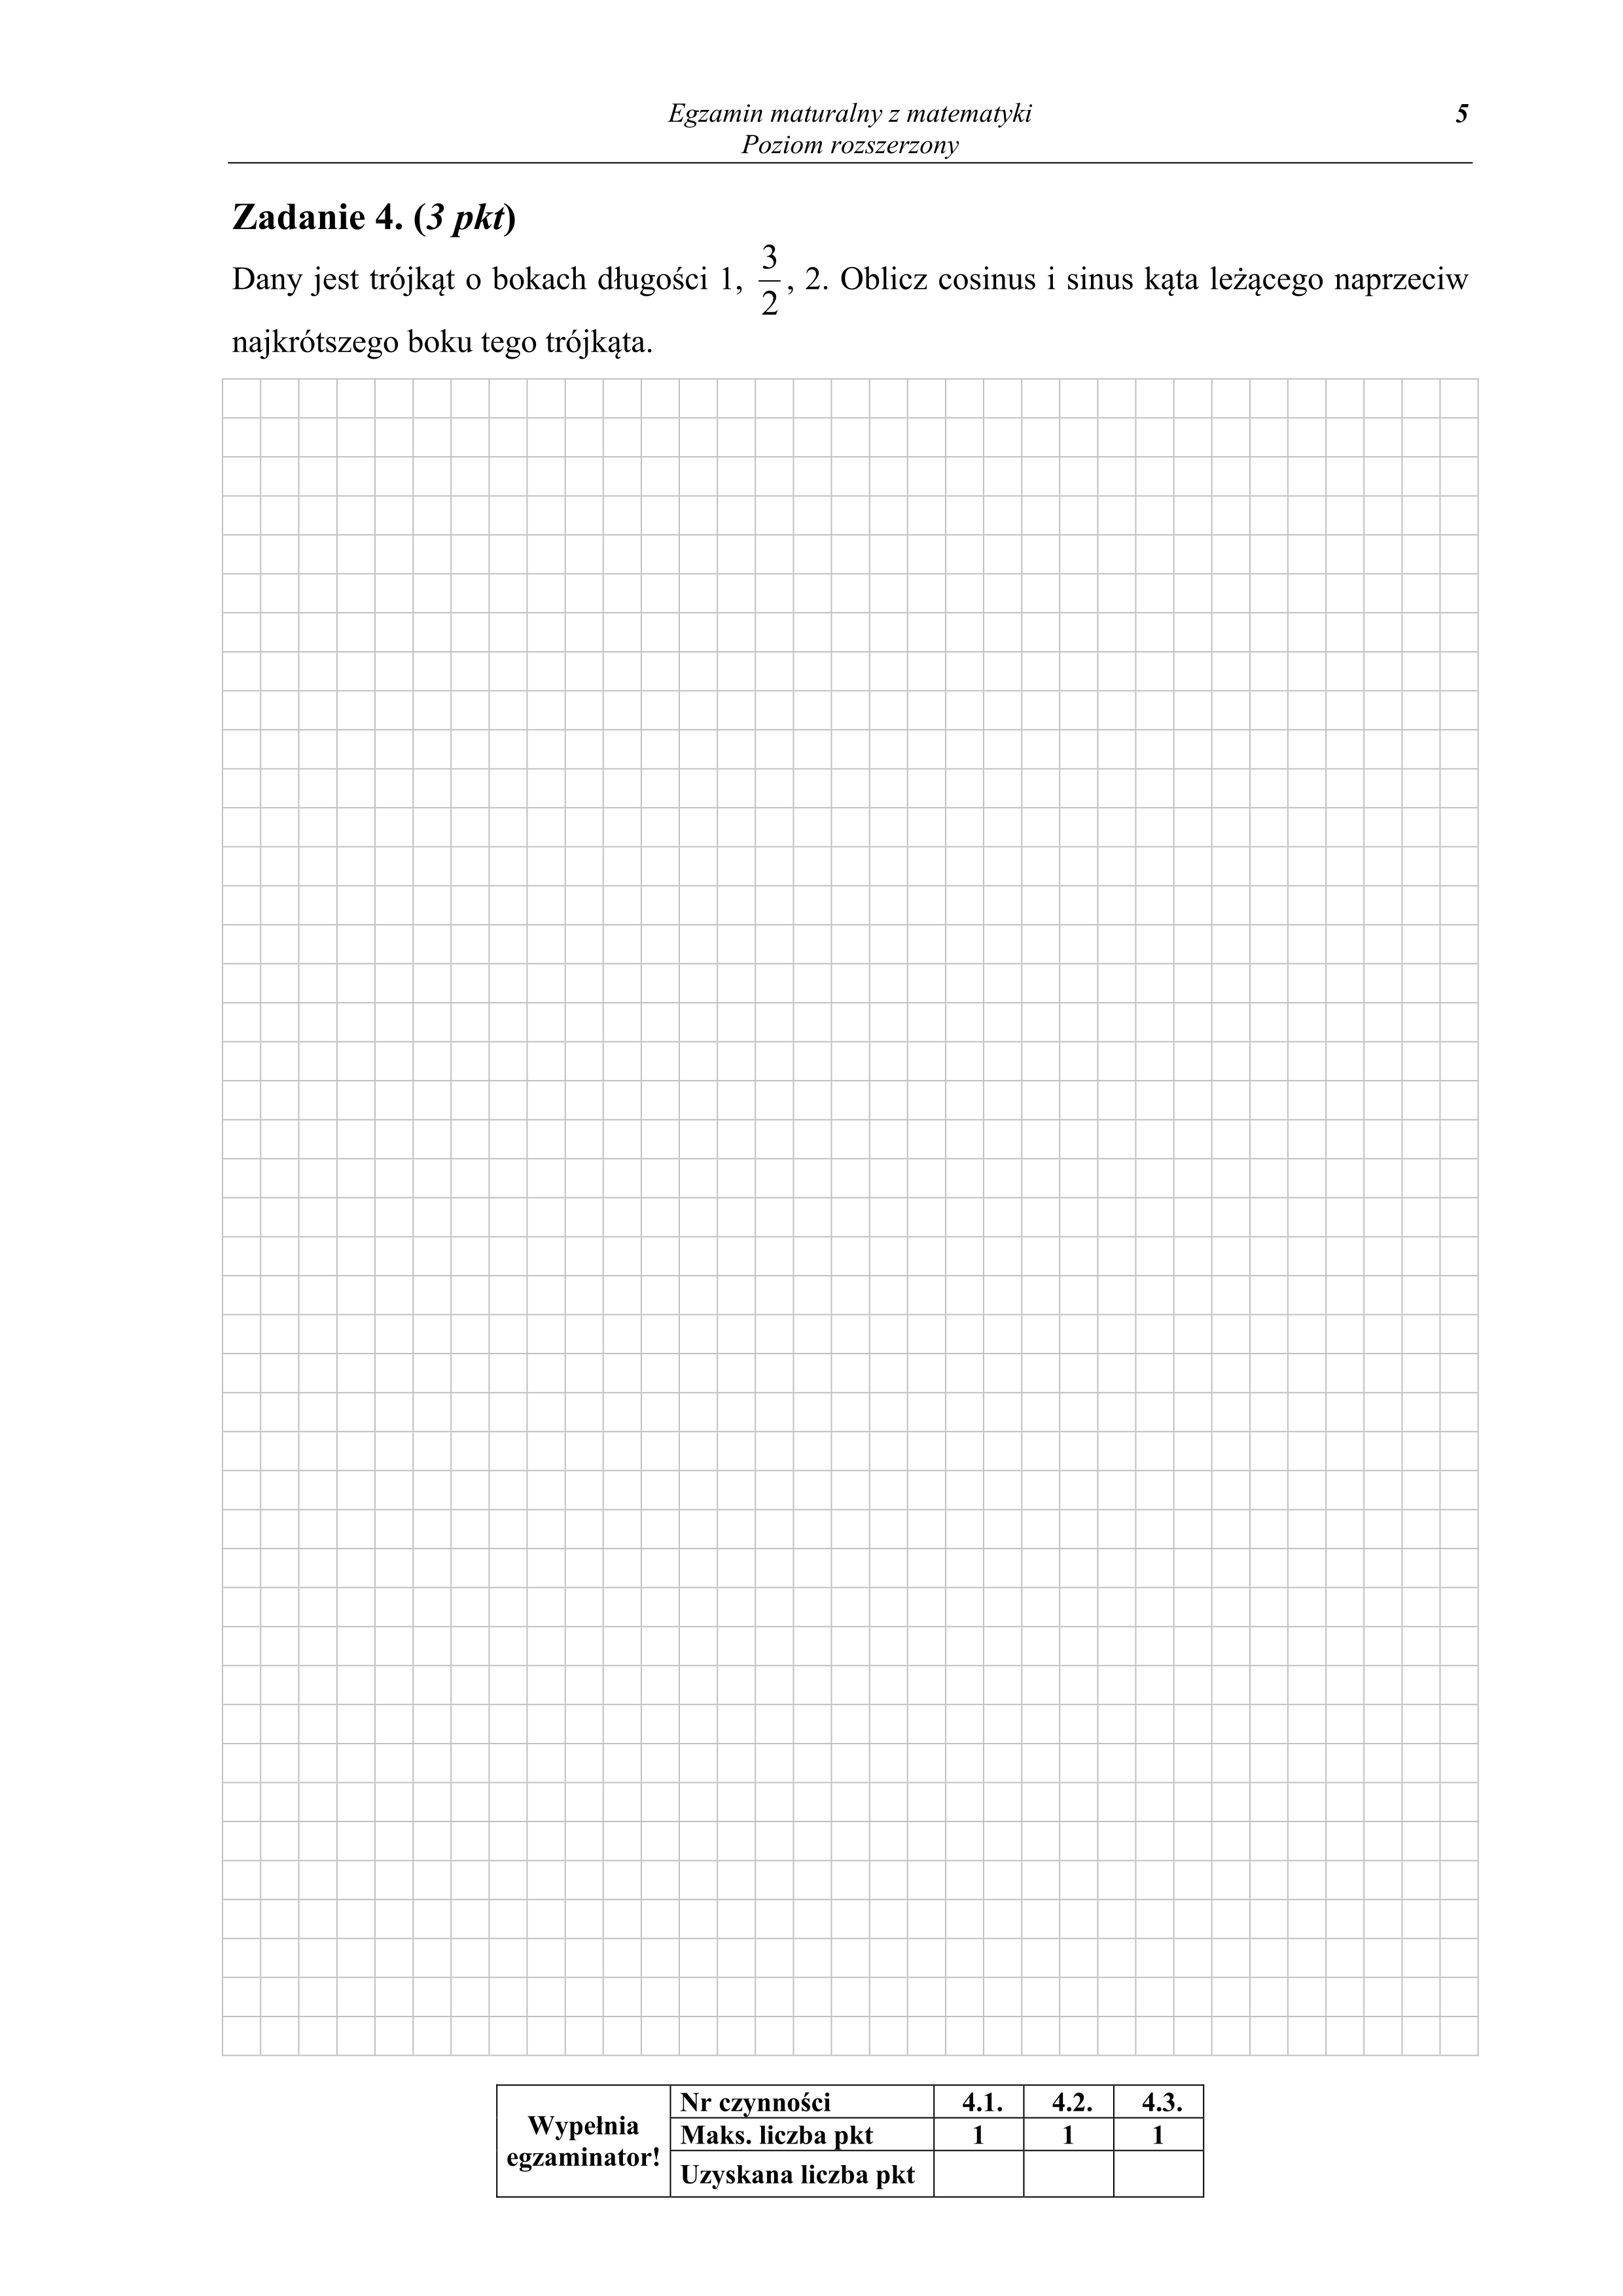 Egzamin maturalny z matematyki 5
Poziom rozszerzony
Zadanie 4. (3 pkt)
Dany jest trójkąt o bokach długości 1, 3/2, 2. Oblicz cosinus i sinus kąta leżącego naprzeciw
najkrótszego boku tego trójkąta.
Wypełnia egzaminator!
Nr czynności 4.1. 4.2. 4.3.
Maks. liczba pkt 1 1 1
Uzyskana liczba pkt